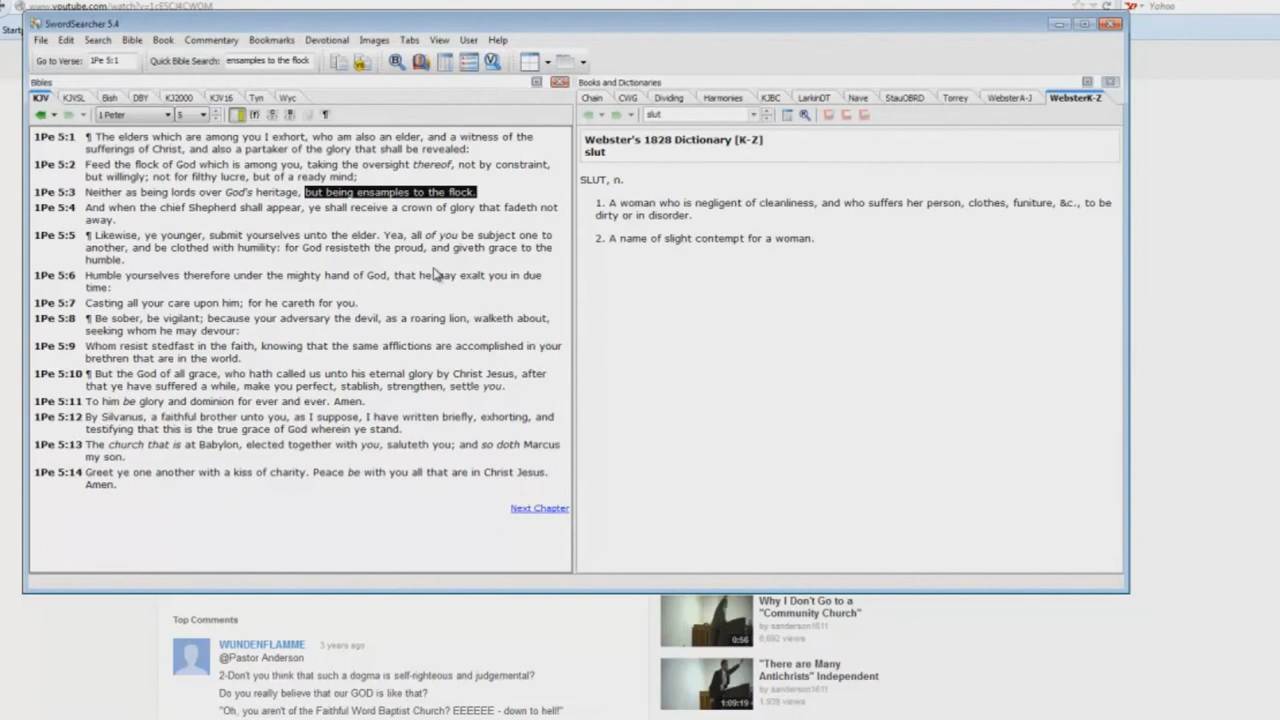 www.youtube.com/watch?v=1cESCJ4CWOM
Yahoo
SwordSearcher 5.4
File Edit Search Bible Book Commentary Bookmarks Devotional Images Tabs View User Help
Go to Verse: 1Pe 5:1 Quick Bible Search: ensamples to the flock
Bibles
KJV KJVSL Bish DBY KJ2000 KJV16 Tyn Wyc
1 Peter 5
1Pe 5:1 ¶ The elders which are among you I exhort, who am also an elder, and a witness of the
sufferings of Christ, and also a partaker of the glory that shall be revealed:
1Pe 5:2 Feed the flock of God which is among you, taking the oversight thereof, not by constraint,
but willingly; not for filthy lucre, but of a ready mind;
1Pe 5:3 Neither as being lords over God's heritage, but being ensamples to the flock.
1Pe 5:4 And when the chief Shepherd shall appear, ye shall receive a crown of glory that fadeth not
away.
1Pe 5:5 ¶ Likewise, ye younger, submit yourselves unto the elder. Yea, all of you be subject one to
another, and be clothed with humility: for God resisteth the proud, and giveth grace to the
humble.
1Pe 5:6 Humble yourselves therefore under the mighty hand of God, that he may exalt you in due
time:
1Pe 5:7 Casting all your care upon him; for he careth for you.
1Pe 5:8 ¶ Be sober, be vigilant; because your adversary the devil, as a roaring lion, walketh about,
seeking whom he may devour:
1Pe 5:9 Whom resist stedfast in the faith, knowing that the same afflictions are accomplished in your
brethren that are in the world.
1Pe 5:10 ¶ But the God of all grace, who hath called us unto his eternal glory by Christ Jesus, after
that ye have suffered a while, make you perfect, stablish, strengthen, settle you.
1Pe 5:11 To him be glory and dominion for ever and ever. Amen.
1Pe 5:12 By Silvanus, a faithful brother unto you, as I suppose, I have written briefly, exhorting, and
testifying that this is the true grace of God wherein ye stand.
1Pe 5:13 The church that is at Babylon, elected together with you, saluteth you; and so doth Marcus
my son.
1Pe 5:14 Greet ye one another with a kiss of charity. Peace be with you all that are in Christ Jesus.
Amen.
Next Chapter
Books and Dictionaries
Chain CWG Dividing Harmonies KJBC LarkinDT Nave StauOBRD Torrey WebsterA-J WebsterK-Z
slut
Webster's 1828 Dictionary [K-Z]
slut
SLUT, n.
1. A woman who is negligent of cleanliness, and who suffers her person, clothes, funiture, &c., to be
dirty or in disorder.
2. A name of slight contempt for a woman.
Top Comments
WUNDENFLAMME 3 years ago
@Pastor Anderson
2-Don't you think that such a dogma is self-righteous and judgemental?
Do you really believe that our GOD is like that?
"Oh, you aren't of the Faithful Word Baptist Church? EEEEEE - down to hell!"
0:56
Why I Don't Go to a
"Community Church"
by sanderson1611
6,692 views
1:09:19
"There are Many
Antichrists" Independent
by sanderson1611
1,939 views